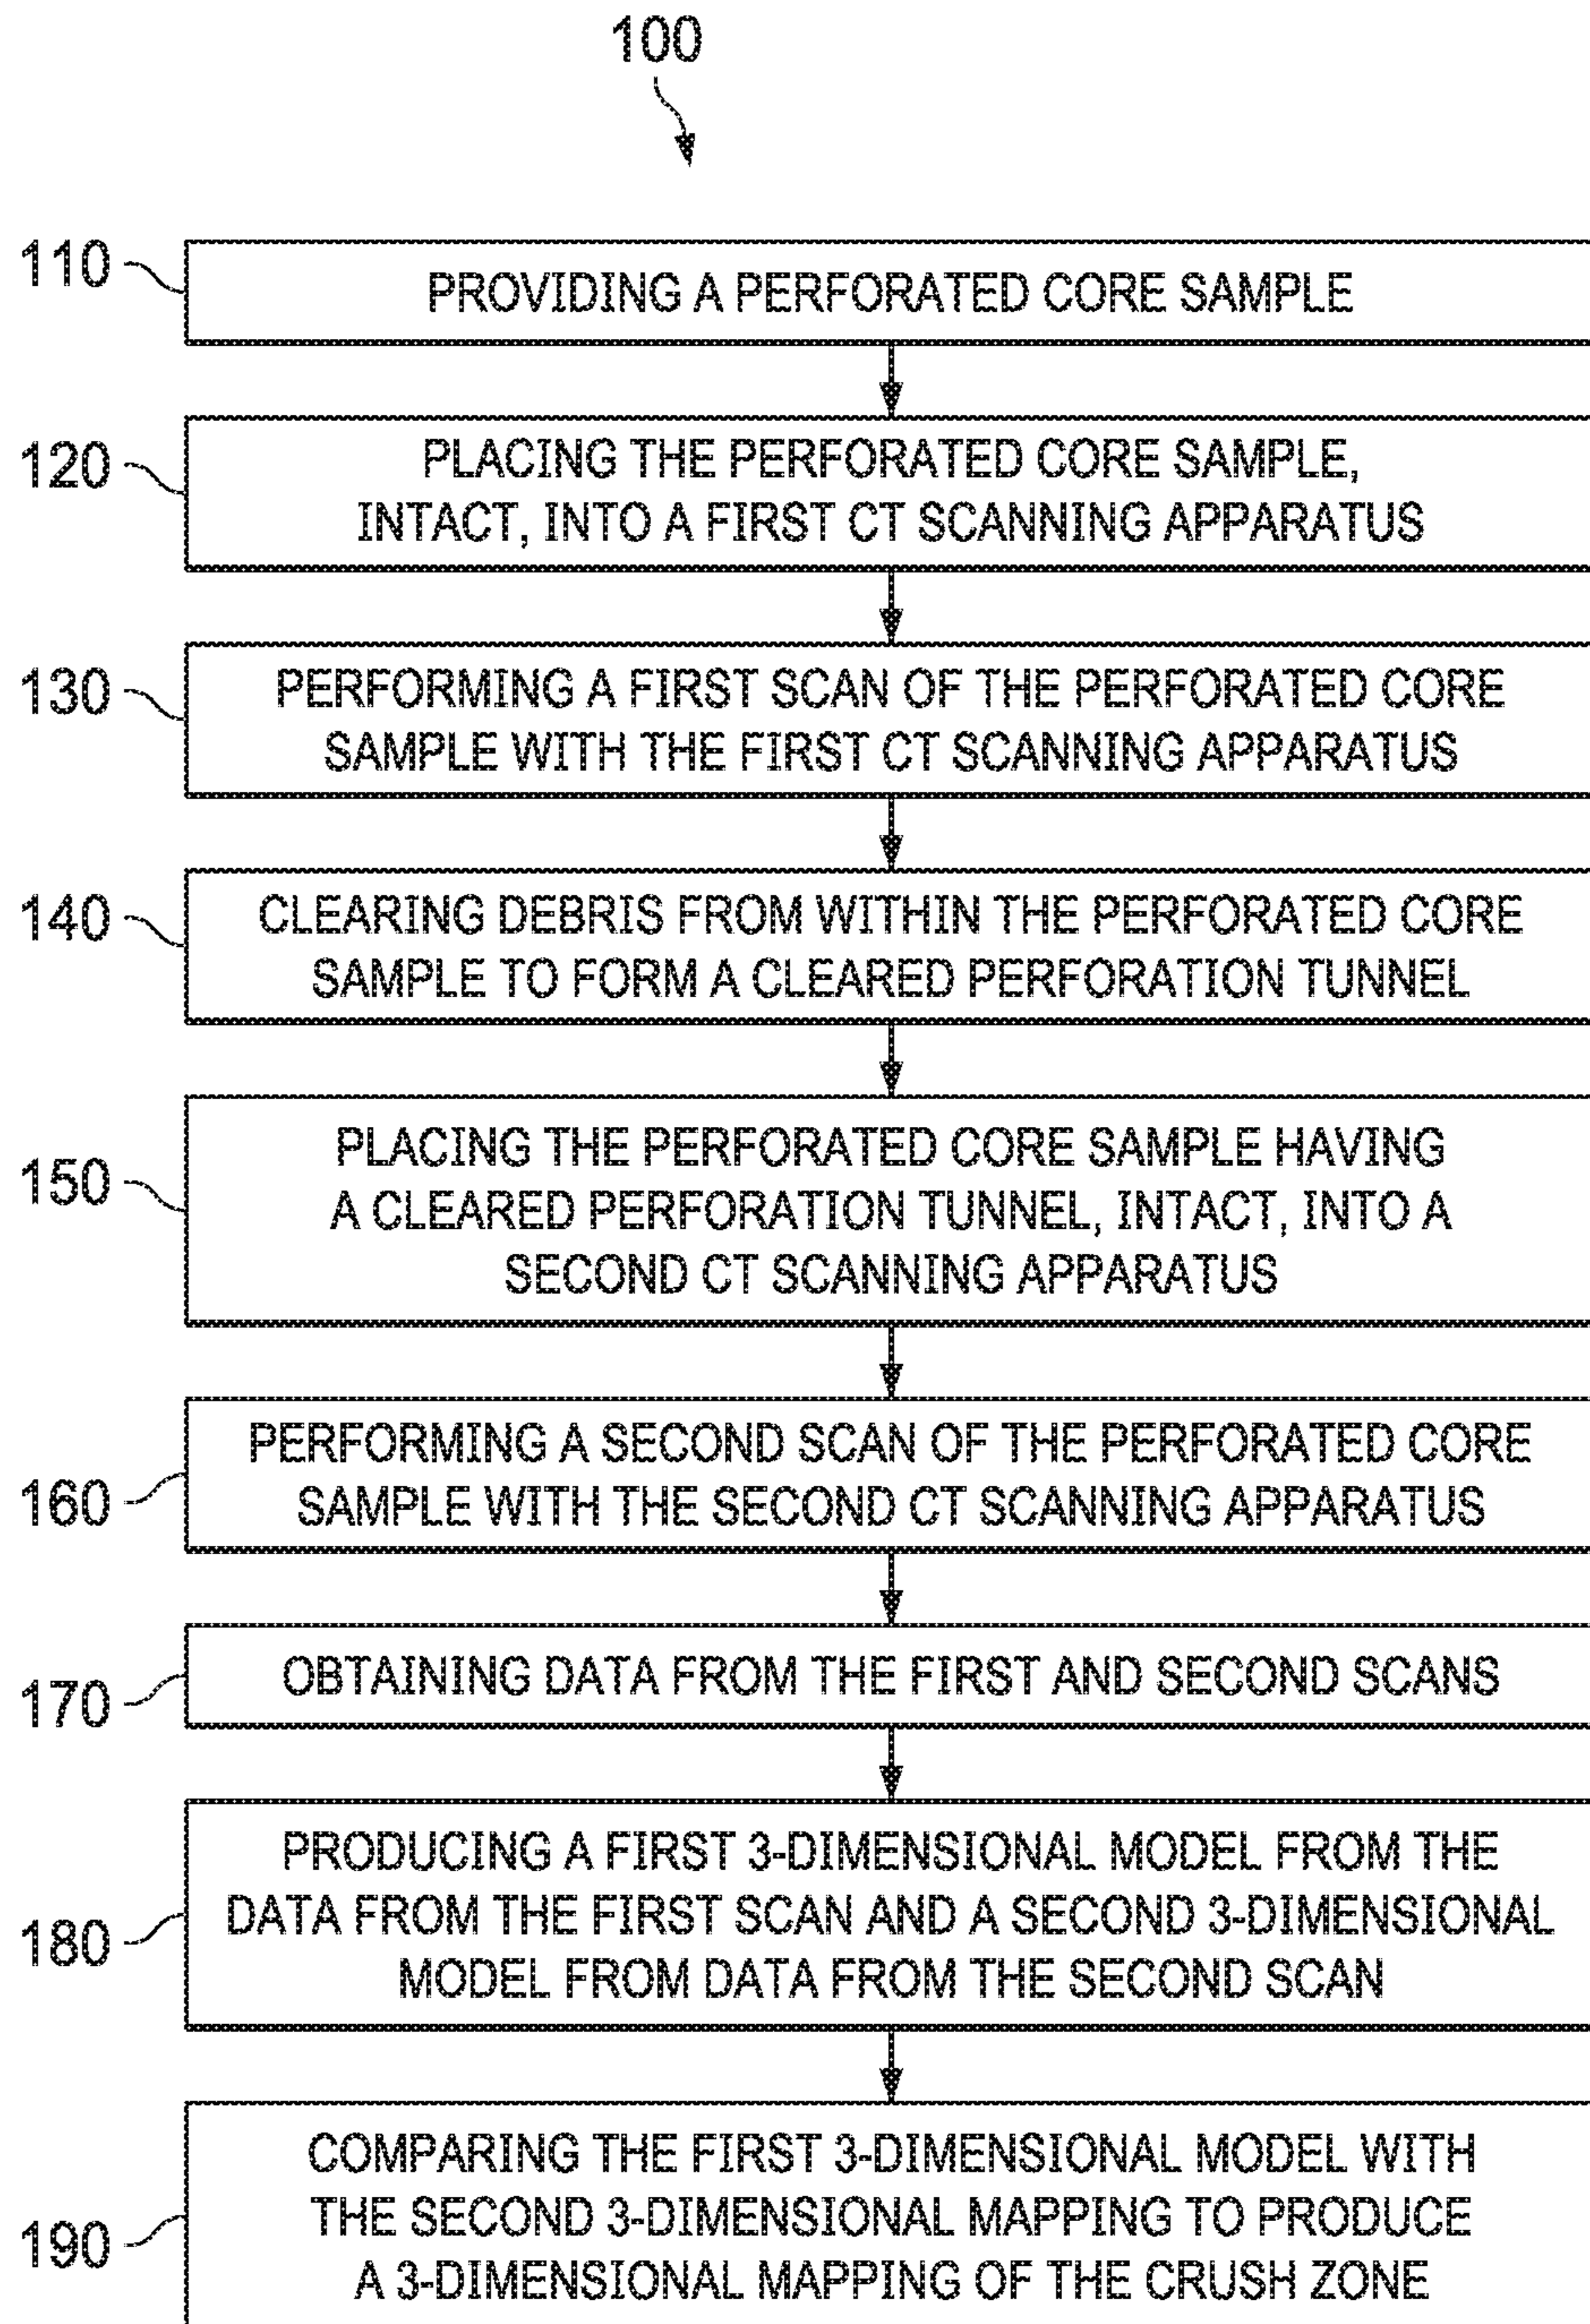 100
110
PROVIDING A PERFORATED CORE SAMPLE
120
PLACING THE PERFORATED CORE SAMPLE,
INTACT, INTO A FIRST CT SCANNING APPARATUS
130
PERFORMING A FIRST SCAN OF THE PERFORATED CORE
SAMPLE WITH THE FIRST CT SCANNING APPARATUS
140
CLEARING DEBRIS FROM WITHIN THE PERFORATED CORE
SAMPLE TO FORM A CLEARED PERFORATION TUNNEL
150
PLACING THE PERFORATED CORE SAMPLE HAVING
A CLEARED PERFORATION TUNNEL, INTACT, INTO A
SECOND CT SCANNING APPARATUS
160
PERFORMING A SECOND SCAN OF THE PERFORATED CORE
SAMPLE WITH THE SECOND CT SCANNING APPARATUS
170
OBTAINING DATA FROM THE FIRST AND SECOND SCANS
180
PRODUCING A FIRST 3-DIMENSIONAL MODEL FROM THE
DATA FROM THE FIRST SCAN AND A SECOND 3-DIMENSIONAL
MODEL FROM DATA FROM THE SECOND SCAN
190
COMPARING THE FIRST 3-DIMENSIONAL MODEL WITH
THE SECOND 3-DIMENSIONAL MAPPING TO PRODUCE
A 3-DIMENSIONAL MAPPING OF THE CRUSH ZONE